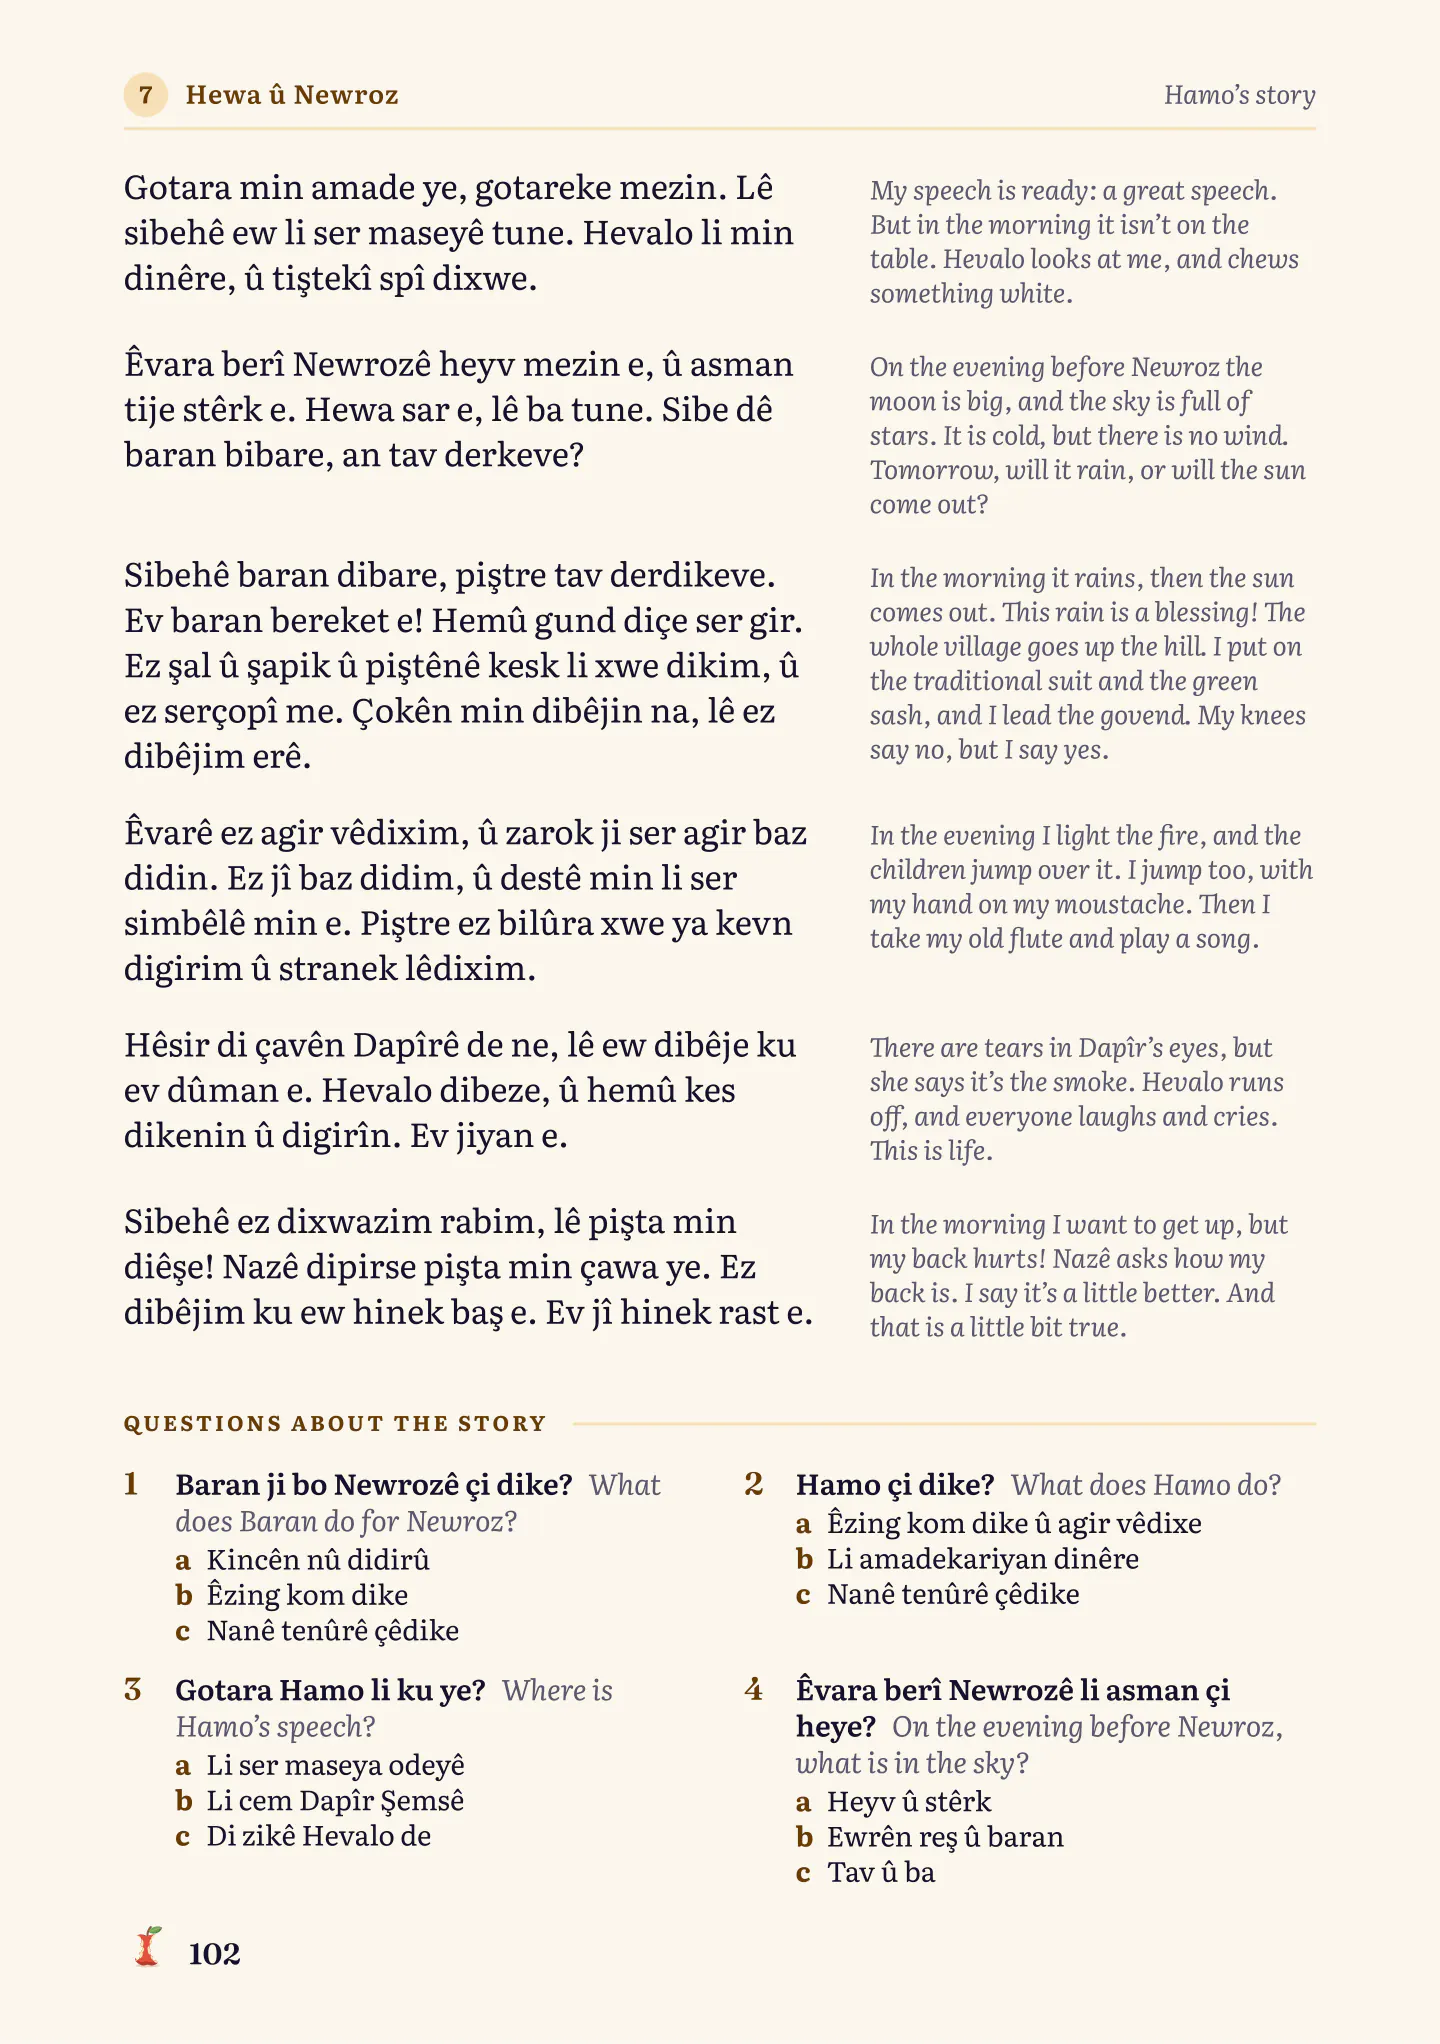 7 Hewa û Newroz
Hamo’s story
Gotara min amade ye, gotareke mezin. Lê
sibehê ew li ser maseyê tune. Hevalo li min
dinêre, û tiştekî spî dixwe.
My speech is ready: a great speech.
But in the morning it isn’t on the
table. Hevalo looks at me, and chews
something white.
Êvara berî Newrozê heyv mezin e, û asman
tije stêrk e. Hewa sar e, lê ba tune. Sibe dê
baran bibare, an tav derkeve?
On the evening before Newroz the
moon is big, and the sky is full of
stars. It is cold, but there is no wind.
Tomorrow, will it rain, or will the sun
come out?
Sibehê baran dibare, piştre tav derdikeve.
Ev baran bereket e! Hemû gund diçe ser gir.
Ez şal û şapik û piştênê kesk li xwe dikim, û
ez serçopî me. Çokên min dibêjin na, lê ez
dibêjim erê.
In the morning it rains, then the sun
comes out. This rain is a blessing! The
whole village goes up the hill. I put on
the traditional suit and the green
sash, and I lead the govend. My knees
say no, but I say yes.
Êvarê ez agir vêdixim, û zarok ji ser agir baz
didin. Ez jî baz didim, û destê min li ser
simbêlê min e. Piştre ez bilûra xwe ya kevn
digirim û stranek lêdixim.
In the evening I light the fire, and the
children jump over it. I jump too, with
my hand on my moustache. Then I
take my old flute and play a song.
Hêsir di çavên Dapîrê de ne, lê ew dibêje ku
ev dûman e. Hevalo dibeze, û hemû kes
dikenin û digirîn. Ev jiyan e.
There are tears in Dapîr’s eyes, but
she says it’s the smoke. Hevalo runs
off, and everyone laughs and cries.
This is life.
Sibehê ez dixwazim rabim, lê pişta min
diêşe! Nazê dipirse pişta min çawa ye. Ez
dibêjim ku ew hinek baş e. Ev jî hinek rast e.
In the morning I want to get up, but
my back hurts! Nazê asks how my
back is. I say it’s a little better. And
that is a little bit true.
QUESTIONS ABOUT THE STORY
1 Baran ji bo Newrozê çi dike? What
does Baran do for Newroz?
a Kincên nû didirû
b Êzing kom dike
c Nanê tenûrê çêdike
2 Hamo çi dike? What does Hamo do?
a Êzing kom dike û agir vêdixe
b Li amadekariyan dinêre
c Nanê tenûrê çêdike
3 Gotara Hamo li ku ye? Where is
Hamo’s speech?
a Li ser maseya odeyê
b Li cem Dapîr Şemsê
c Di zikê Hevalo de
4 Êvara berî Newrozê li asman çi
heye? On the evening before Newroz,
what is in the sky?
a Heyv û stêrk
b Ewrên reş û baran
c Tav û ba
102